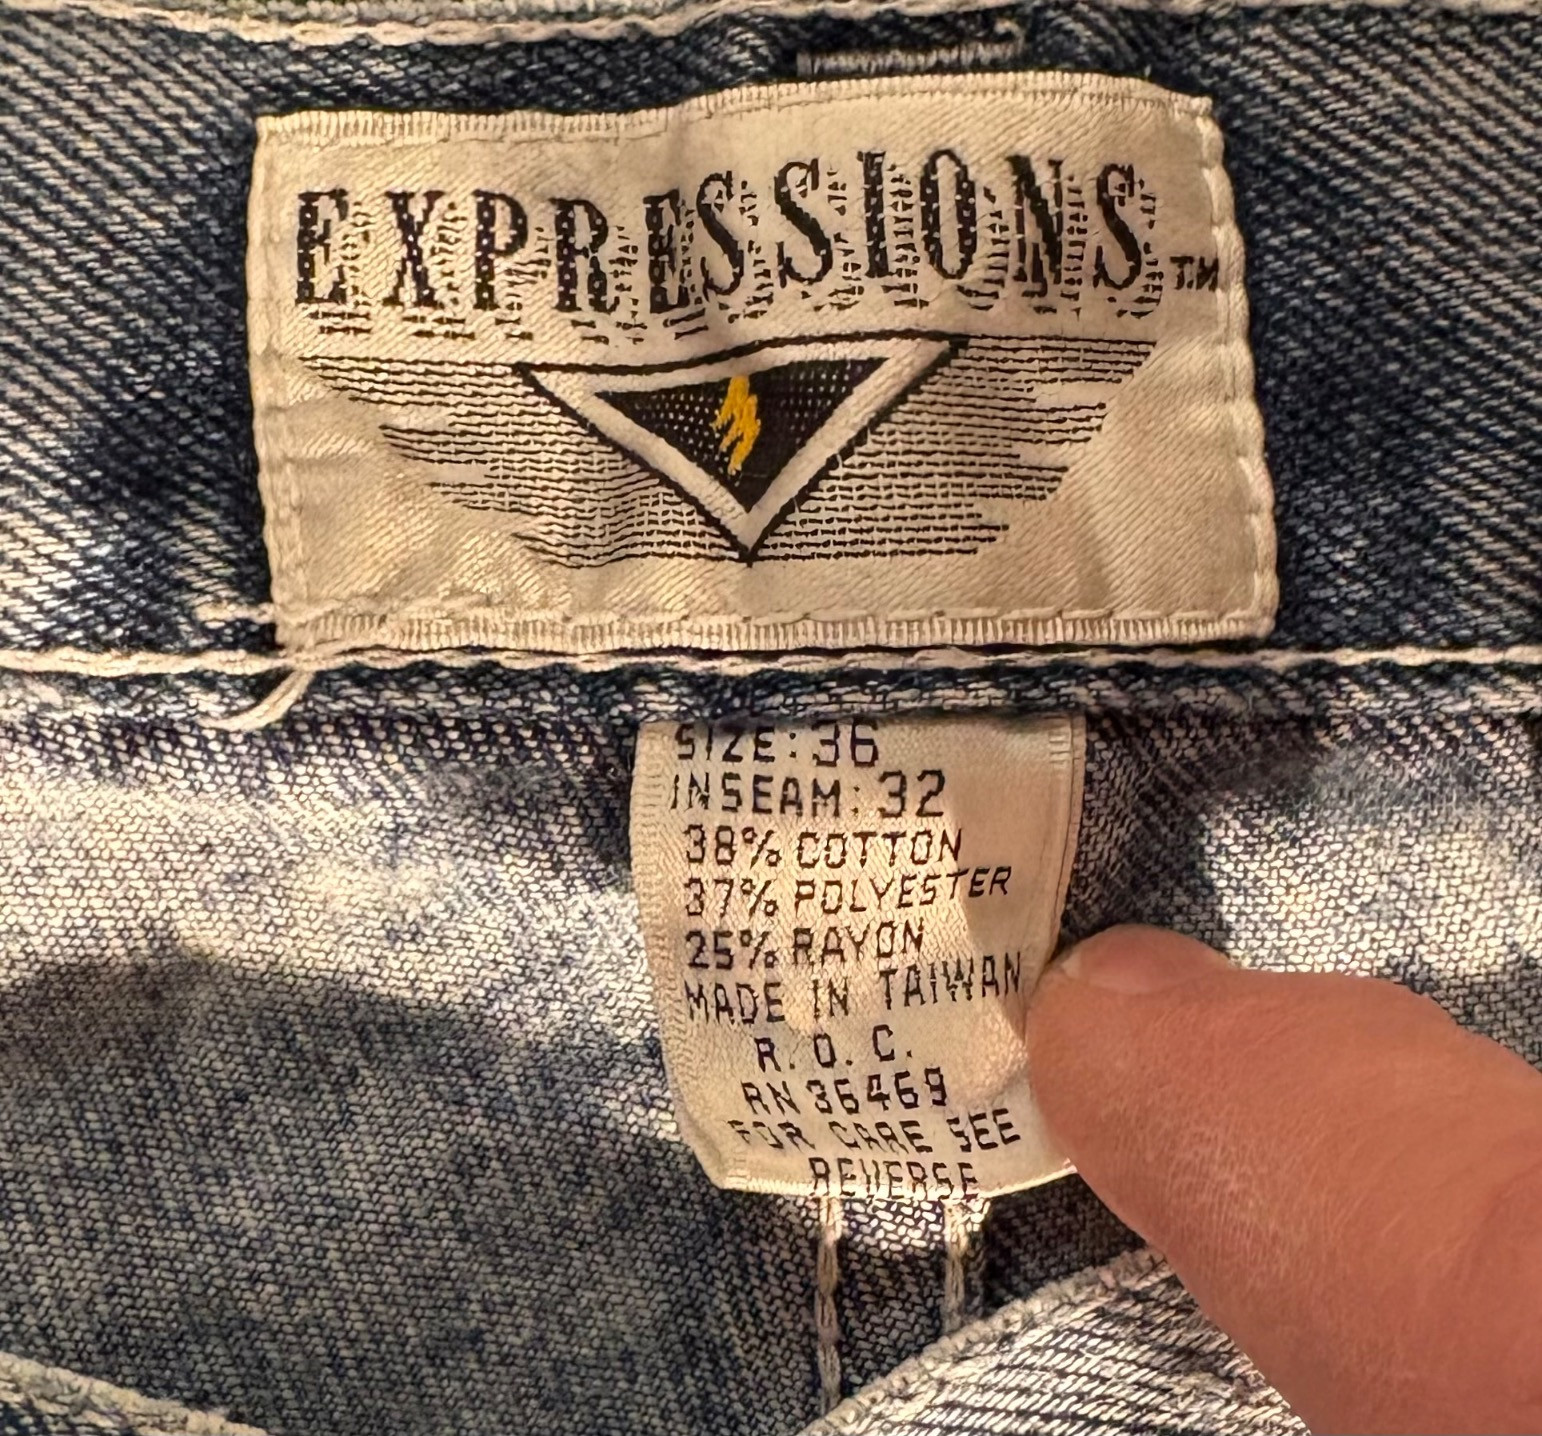 EXPRESSIONS™
SIZE: 36
INSEAM: 32
38% COTTON
37% POLYESTER
25% RAYON
MADE IN TAIWAN
R. O. C.
RN 36469
FOR CARE SEE
REVERSE